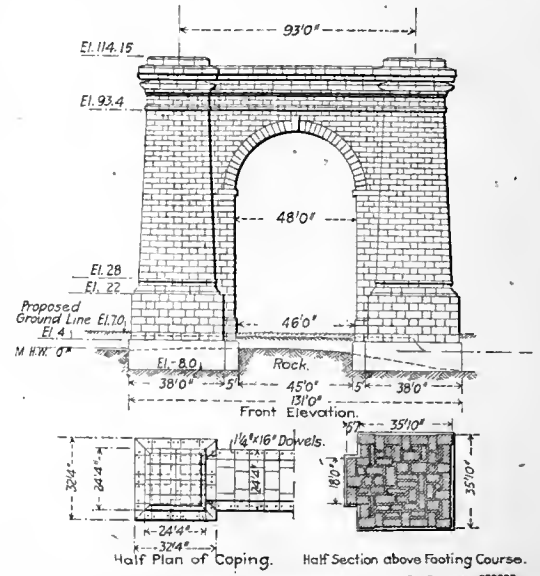 93'0"
El. 114.15
El. 93.4
48'0"
El. 28
El. 22
Proposed
Ground Line El. 7.0
El. 4
46'0"
M.H.W. 0"
El.-8.0
Rock.
38'0" 5' 45'0" 5' 38'0"
131'0"
Front Elevation.
1¼"×16" Dowels.
32'4"
24'4"
24'4"
24'4"
32'4"
Half Plan of Coping.
5'7" 35'10"
18'0"
35'10"
Half Section above Footing Course.